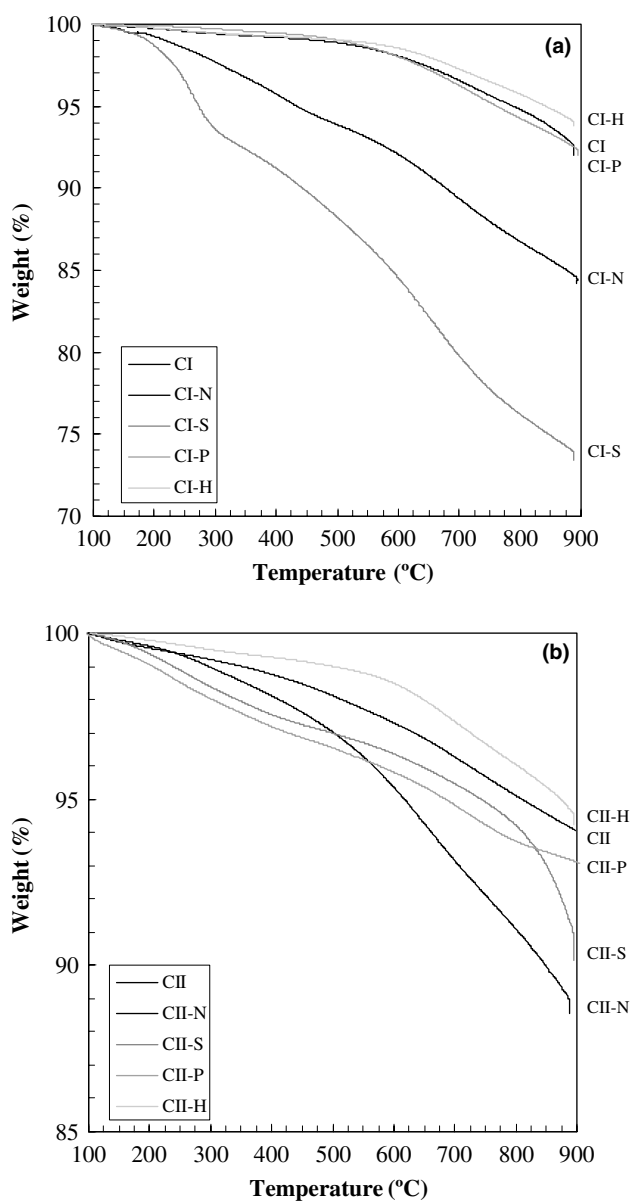 (a)
100
95
90
85
80
75
70
Weight (%)
CI-H
CI
CI-P
CI-N
CI-S
CI
CI-N
CI-S
CI-P
CI-H
100 200 300 400 500 600 700 800 900
Temperature (ºC)
(b)
100
95
90
85
Weight (%)
CII-H
CII
CII-P
CII-S
CII-N
CII
CII-N
CII-S
CII-P
CII-H
100 200 300 400 500 600 700 800 900
Temperature (ºC)